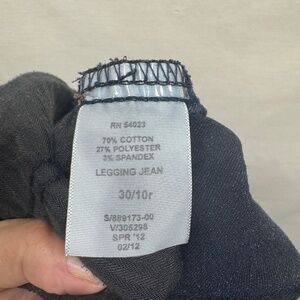 RN 54023
70% COTTON
27% POLYESTER
3% SPANDEX
LEGGING JEAN
30/10r
S/889173-00
V/305298
SPR '12
02/12